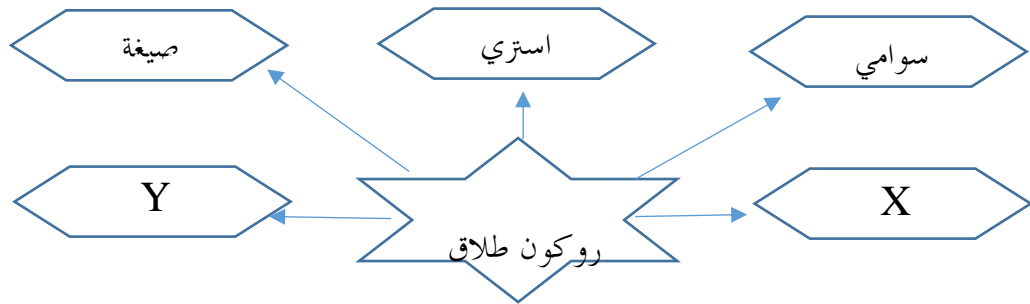 سوامي
استري
صيغة
X
Y
روكون طلاق